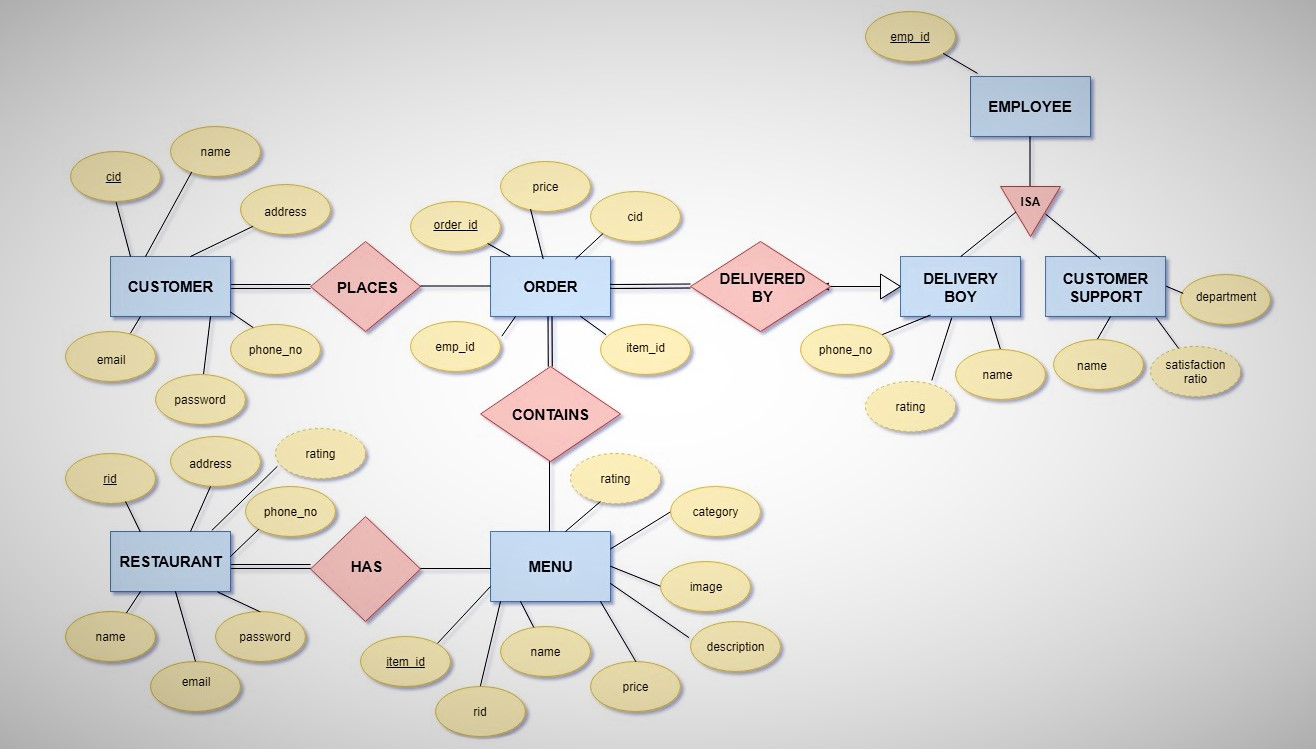 emp_id
EMPLOYEE
ISA
name
cid
address
CUSTOMER
email
password
phone_no
PLACES
price
order_id
cid
ORDER
emp_id
item_id
DELIVERED
BY
DELIVERY
BOY
phone_no
rating
name
CUSTOMER
SUPPORT
department
name
satisfaction
ratio
CONTAINS
rating
address
rid
phone_no
RESTAURANT
name
email
password
HAS
rating
category
MENU
image
description
price
name
item_id
rid